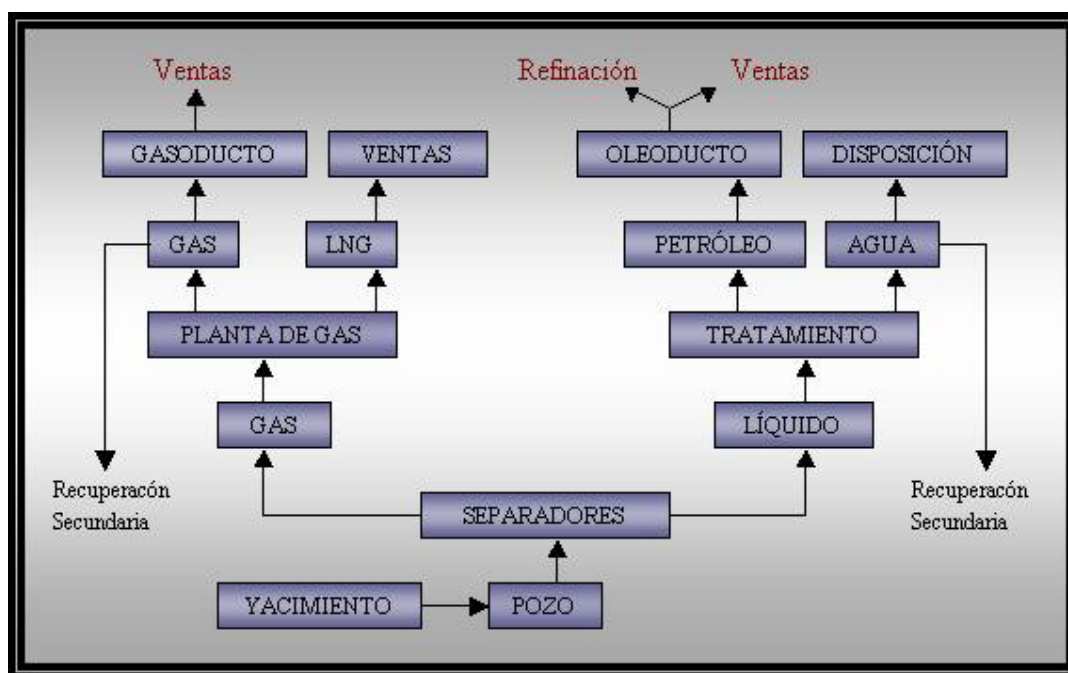 Ventas
Refinación
Ventas
GASODUCTO
VENTAS
OLEODUCTO
DISPOSICIÓN
GAS
LNG
PETRÓLEO
AGUA
PLANTA DE GAS
TRATAMIENTO
GAS
LÍQUIDO
Recuperacón
Secundaria
SEPARADORES
Recuperacón
Secundaria
YACIMIENTO
POZO